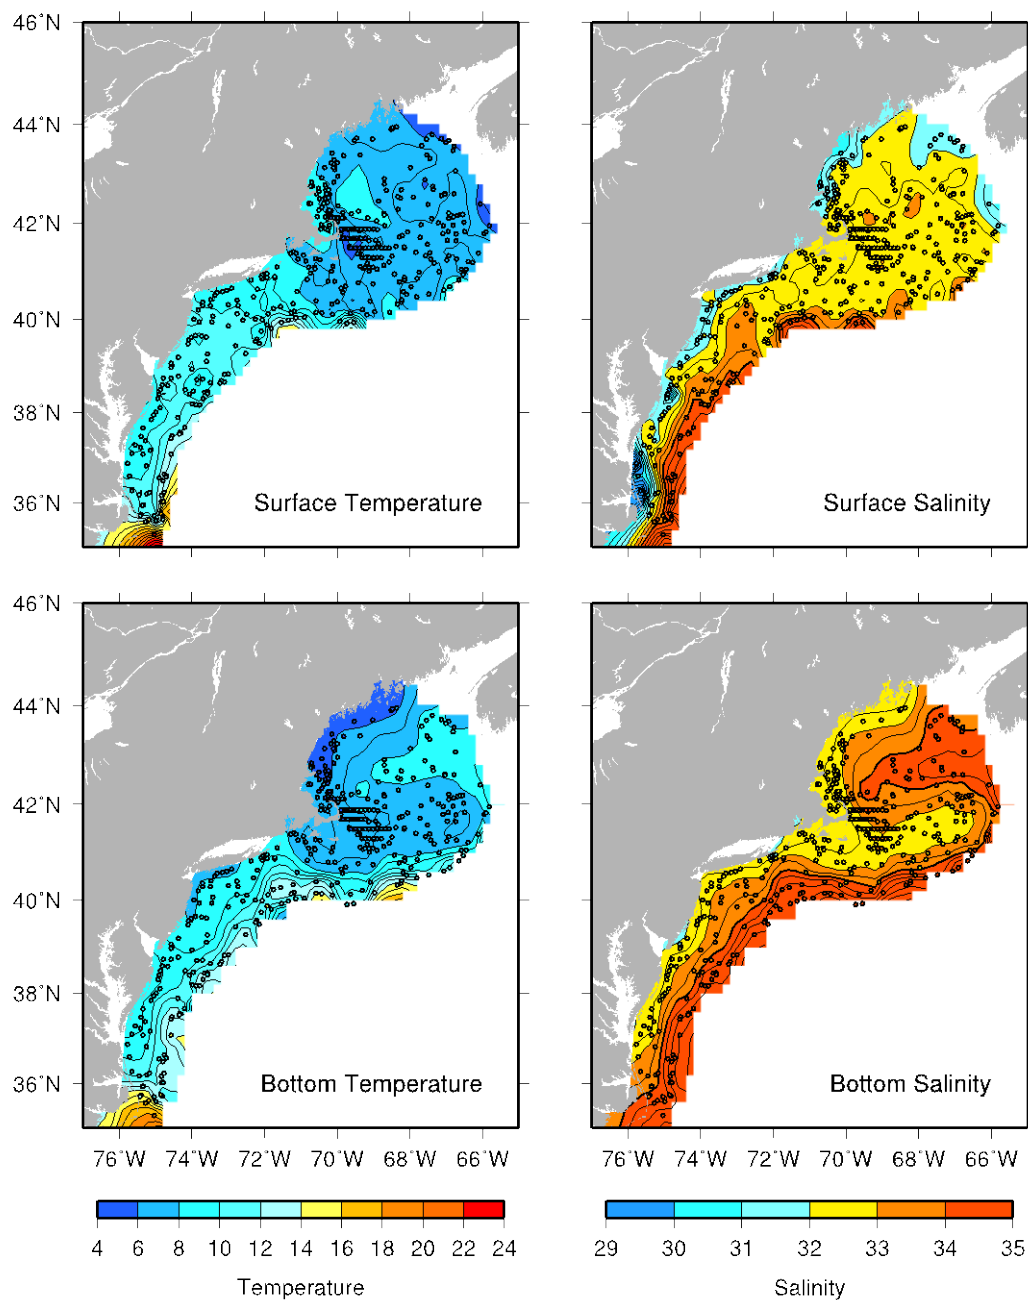 46°N
44°N
42°N
40°N
38°N
36°N
Surface Temperature
Surface Salinity
46°N
44°N
42°N
40°N
38°N
36°N
Bottom Temperature
Bottom Salinity
76°W 74°W 72°W 70°W 68°W 66°W
76°W 74°W 72°W 70°W 68°W 66°W
4 6 8 10 12 14 16 18 20 22 24
Temperature
29 30 31 32 33 34 35
Salinity